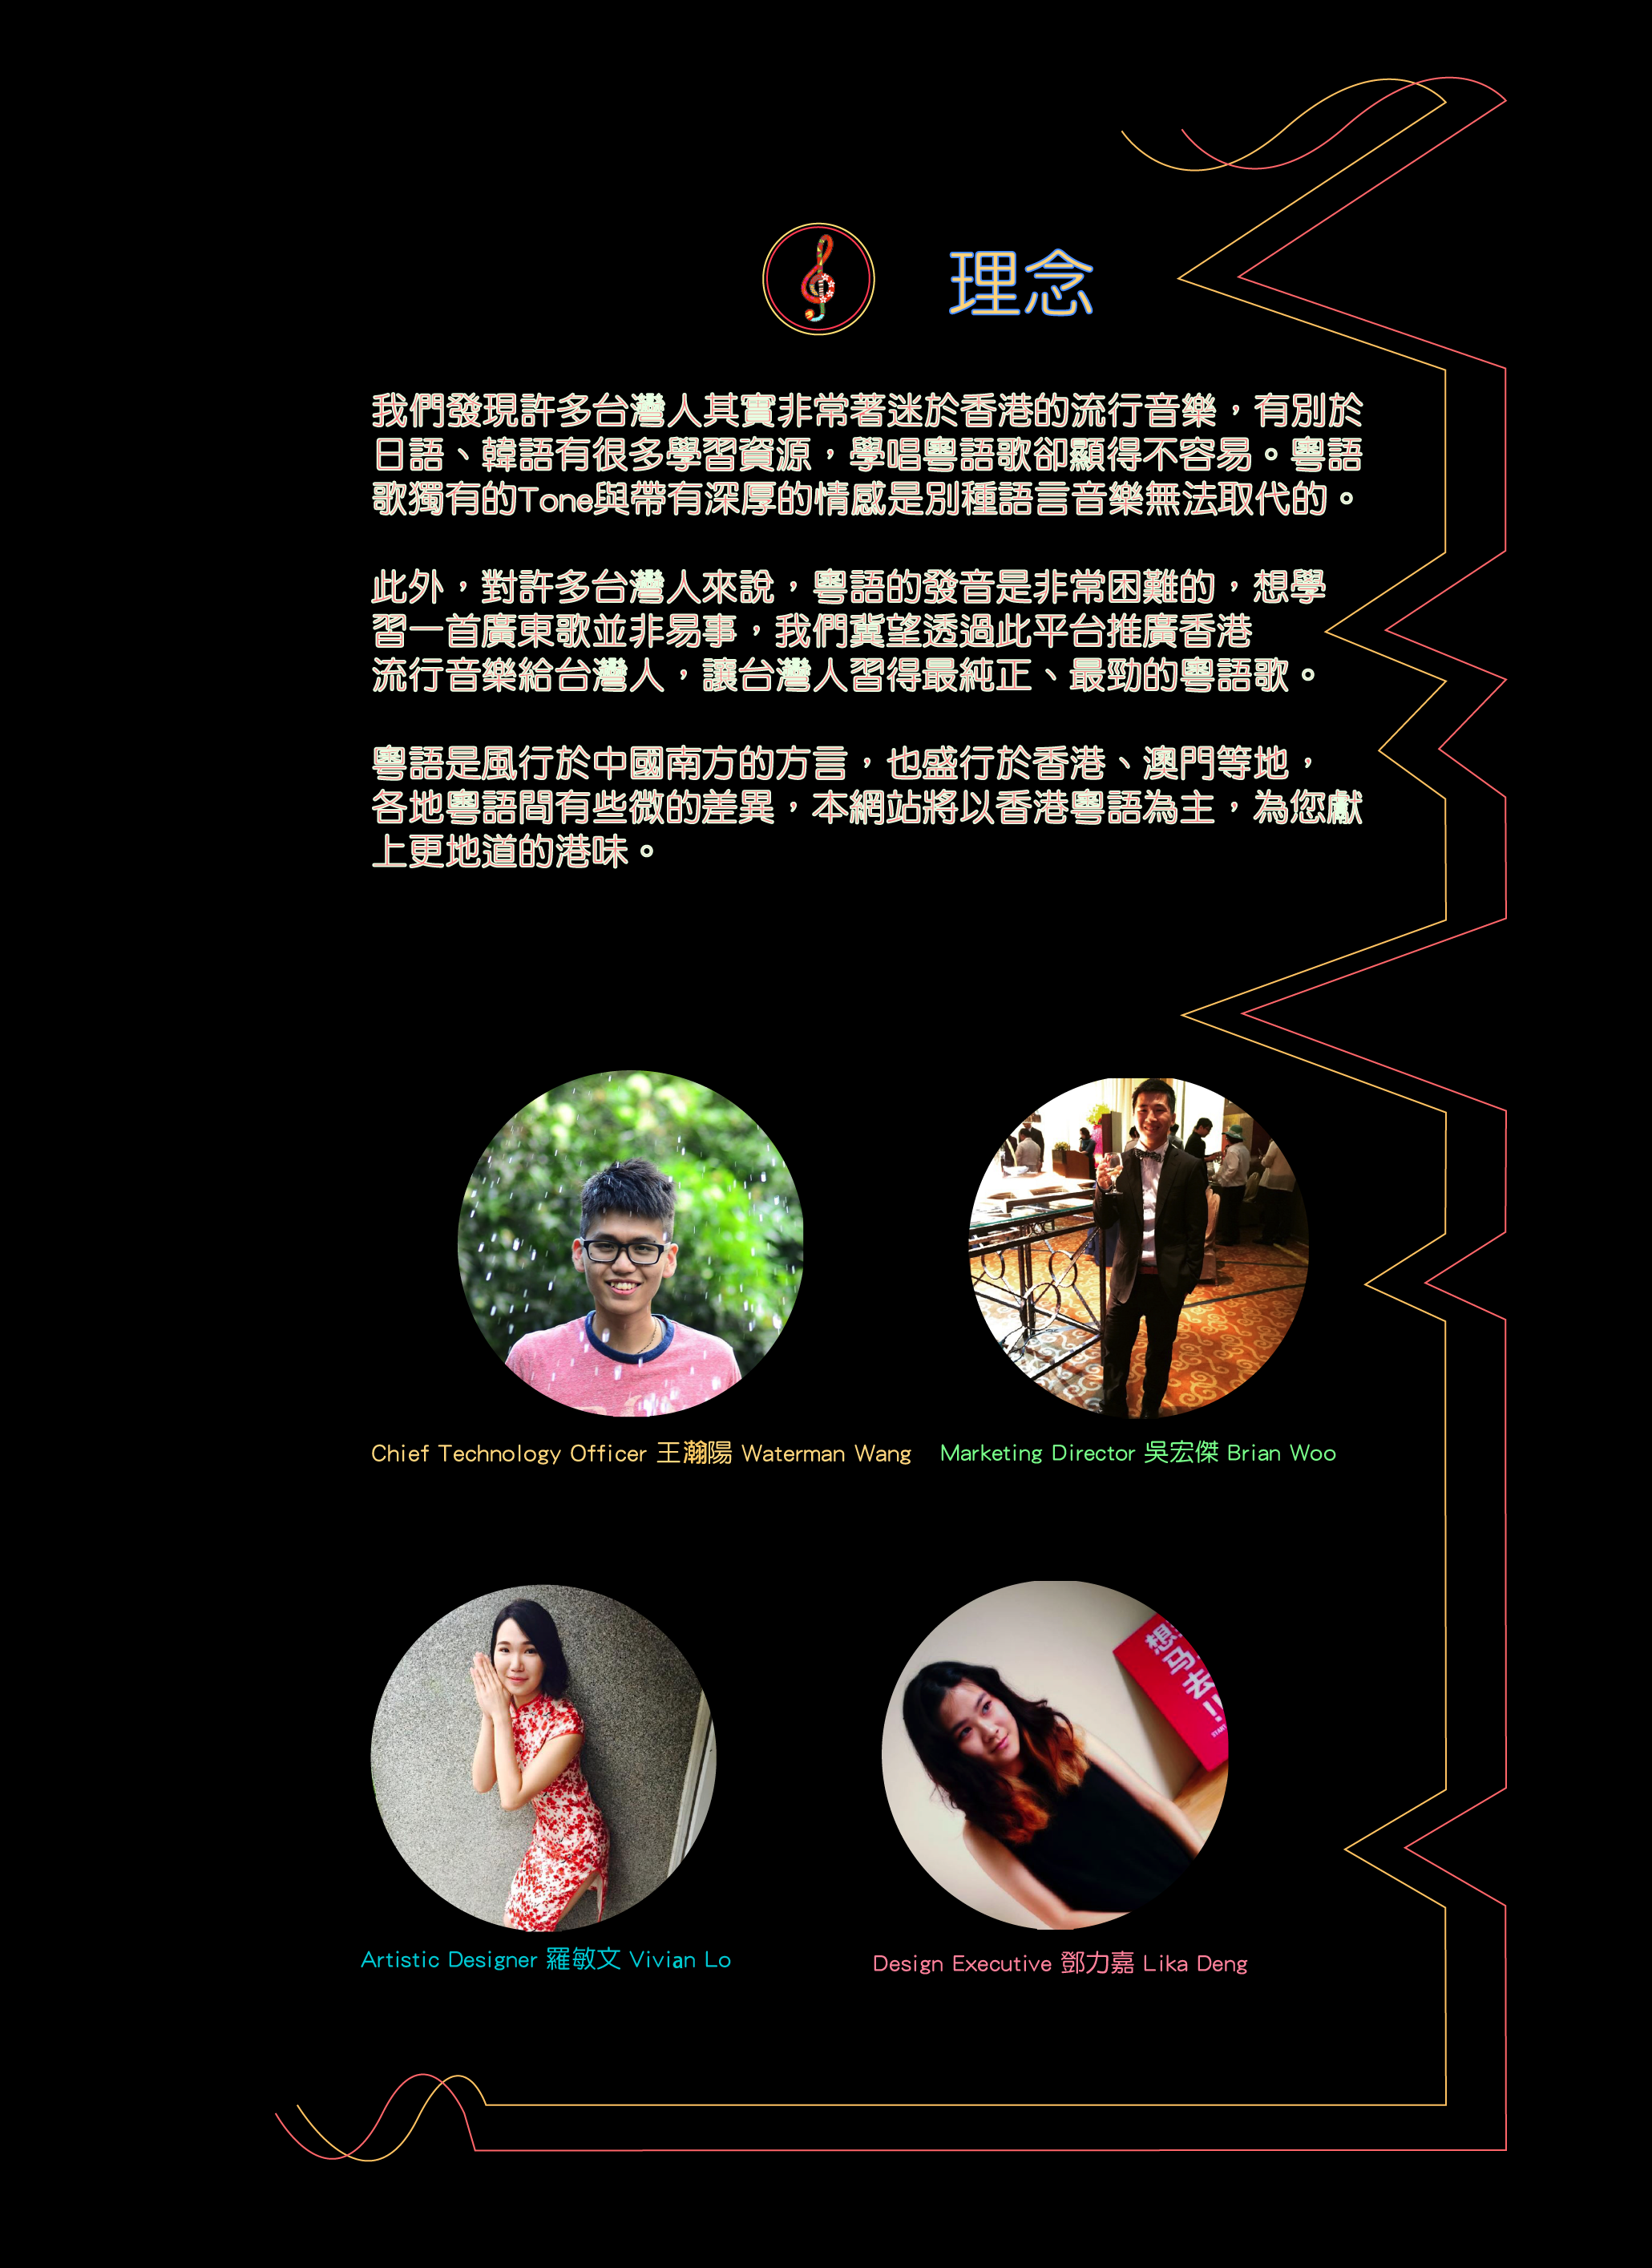 理念
我們發現許多台灣人其實非常著迷於香港的流行音樂，有別於
日語、韓語有很多學習資源，學唱粵語歌卻顯得不容易。粵語
歌獨有的Tone與帶有深厚的情感是別種語言音樂無法取代的。
此外，對許多台灣人來說，粵語的發音是非常困難的，想學
習一首廣東歌並非易事，我們冀望透過此平台推廣香港
流行音樂給台灣人，讓台灣人習得最純正、最勁的粵語歌。
粵語是風行於中國南方的方言，也盛行於香港、澳門等地，
各地粵語間有些微的差異，本網站將以香港粵語為主，為您獻
上更地道的港味。
Chief Technology Officer 王瀚陽 Waterman Wang
Marketing Director 吳宏傑 Brian Woo
想
马
去
!!
START
Artistic Designer 羅敏文 Vivian Lo
Design Executive 鄧力嘉 Lika Deng